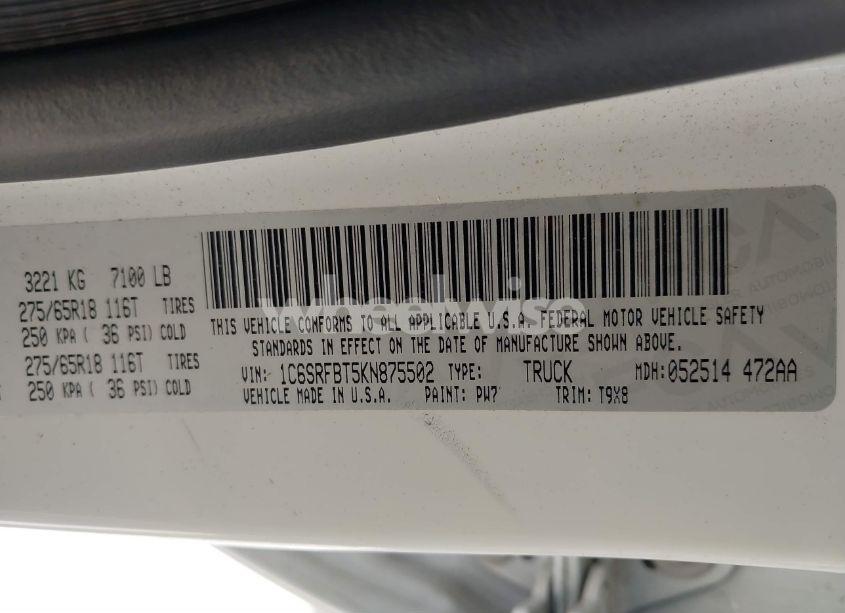 3221 KG 7100 LB
275/65R18 116T TIRES
250 KPA ( 36 PSI) COLD
275/65R18 116T TIRES
250 KPA ( 36 PSI) COLD
THIS VEHICLE CONFORMS TO ALL APPLICABLE U.S.A. FEDERAL MOTOR VEHICLE SAFETY
STANDARDS IN EFFECT ON THE DATE OF MANUFACTURE SHOWN ABOVE.
VIN: 1C6SRFBT5KN875502 TYPE: TRUCK MDH: 052514 472AA
VEHICLE MADE IN U.S.A. PAINT: PW7 TRIM: T9X8
wheelwise